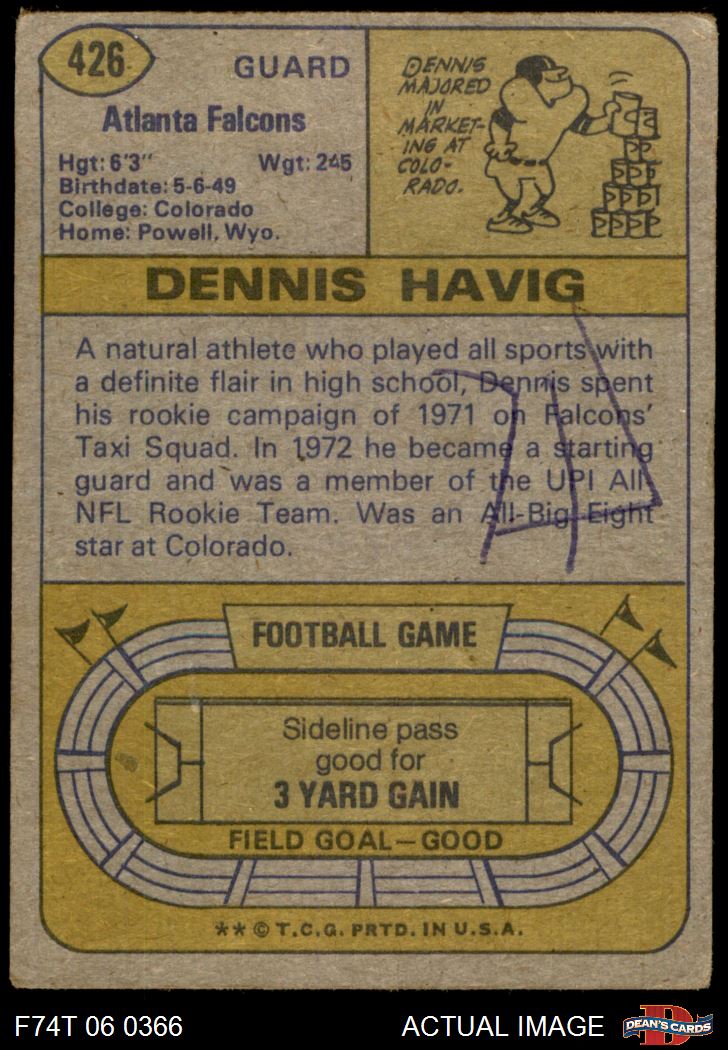 426
GUARD
Atlanta Falcons
Hgt: 6'3" Wgt: 245
Birthdate: 5-6-49
College: Colorado
Home: Powell, Wyo.
DENNIS
MAJORED
IN
MARKET-
ING AT
COLO-
RADO.
DENNIS HAVIG
A natural athlete who played all sports with
a definite flair in high school, Dennis spent
his rookie campaign of 1971 on Falcons'
Taxi Squad. In 1972 he became a starting
guard and was a member of the UPI All
NFL Rookie Team. Was an All-Big Eight
star at Colorado.
FOOTBALL GAME
Sideline pass
good for
3 YARD GAIN
FIELD GOAL—GOOD
** © T.C.G. PRTD. IN U.S.A.
F74T 06 0366
ACTUAL IMAGE
D
DEAN'S CARDS